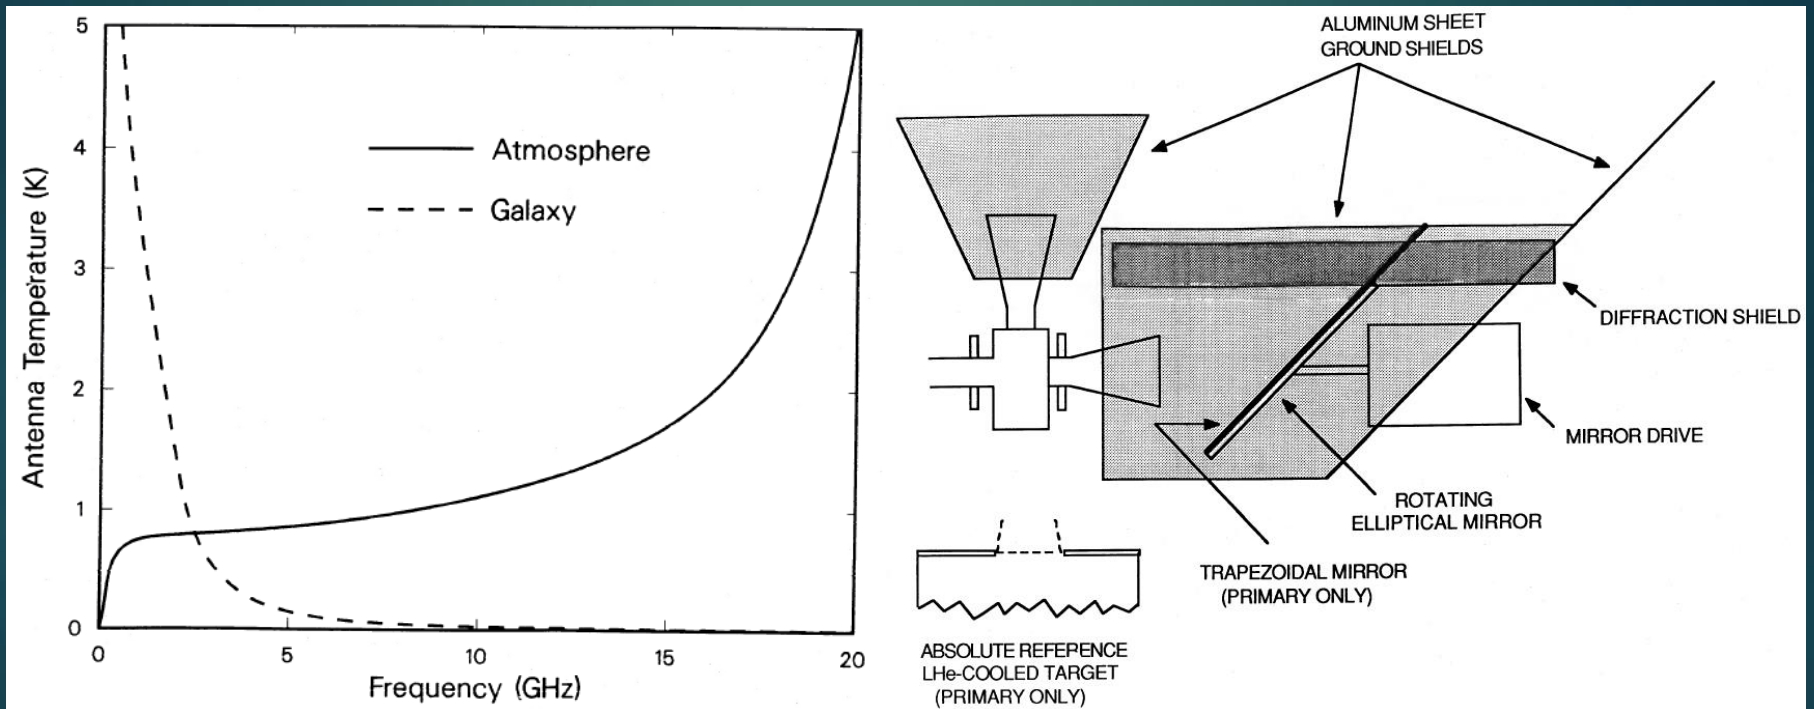 5
4
3
2
1
0
Antenna Temperature (K)
Atmosphere
Galaxy
0
5
10
15
20
Frequency (GHz)
ALUMINUM SHEET
GROUND SHIELDS
DIFFRACTION SHIELD
MIRROR DRIVE
ROTATING
ELLIPTICAL MIRROR
TRAPEZOIDAL MIRROR
(PRIMARY ONLY)
ABSOLUTE REFEPENCE
LHe-COOLED TARGET
(PRIMARY ONLY)